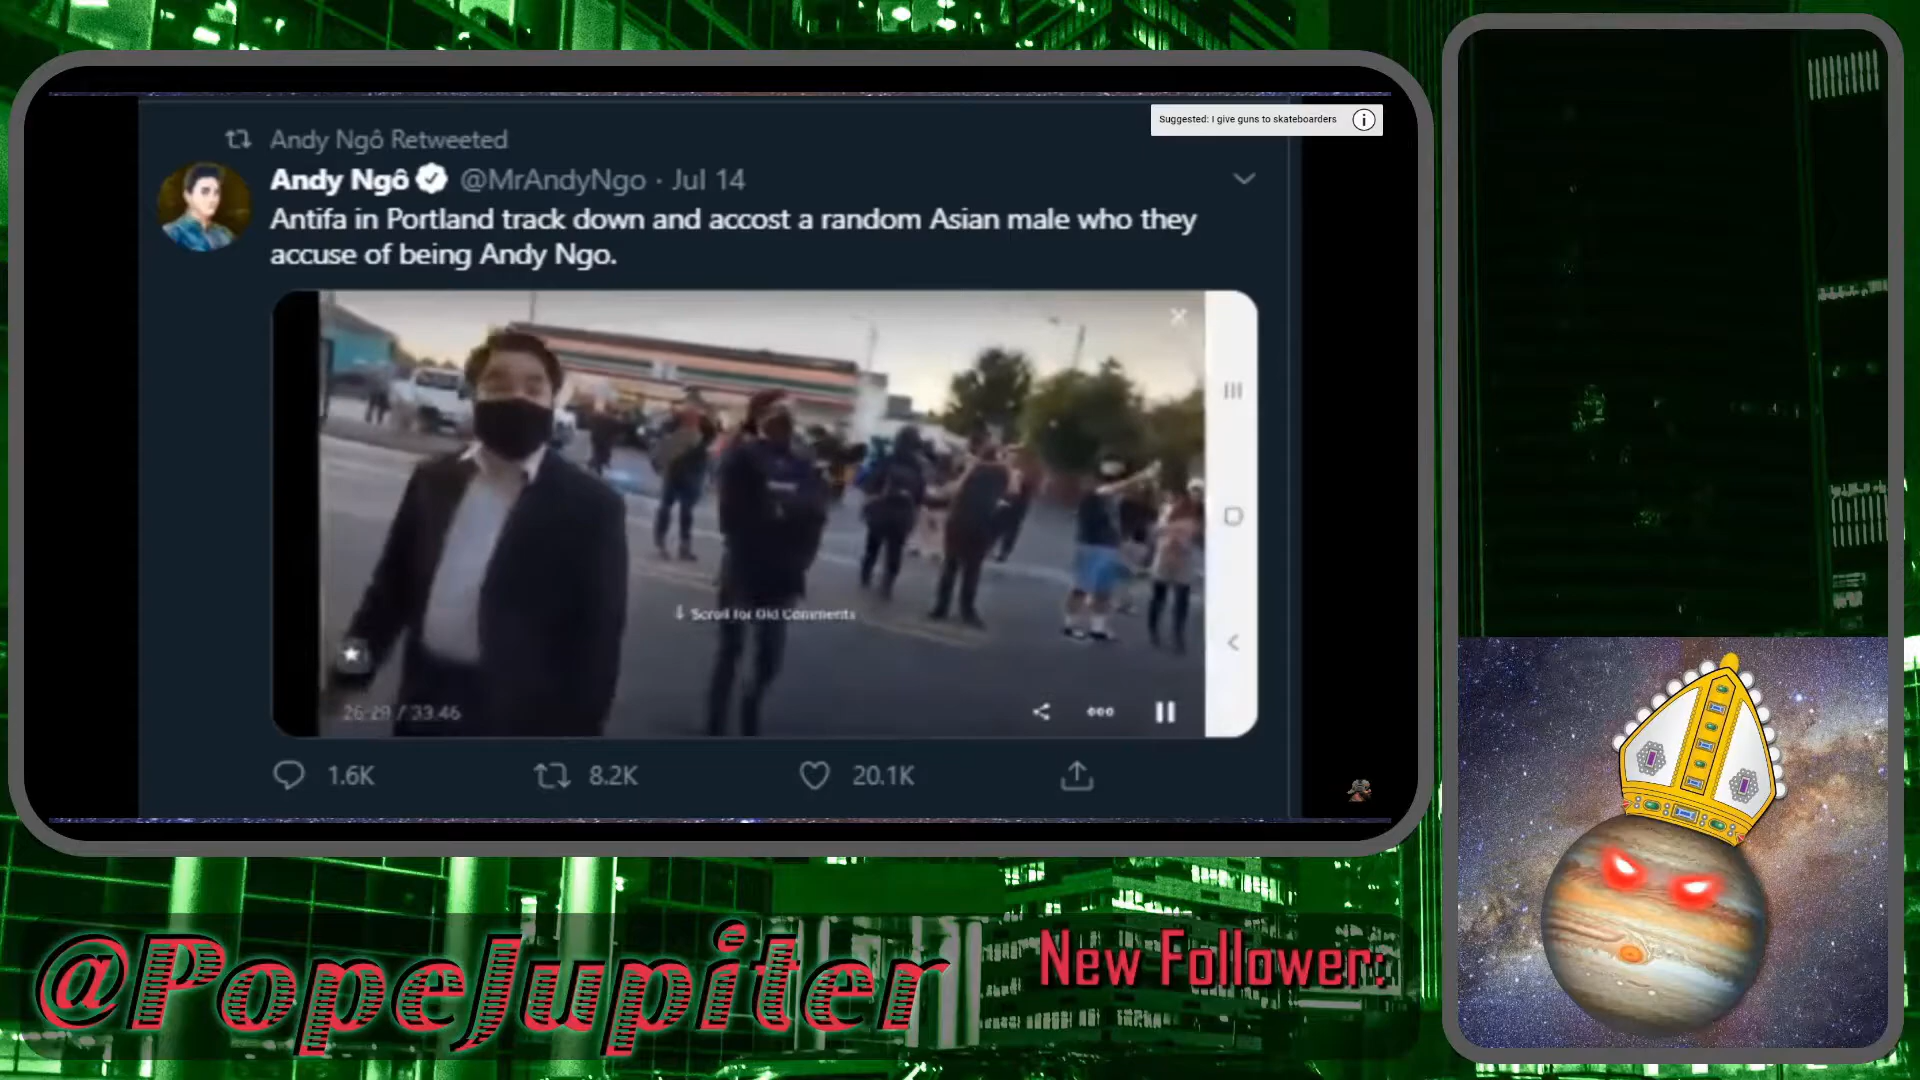 Suggested: I give guns to skateboarders
Andy Ngô Retweeted
Andy Ngô @MrAndyNgo · Jul 14
Antifa in Portland track down and accost a random Asian male who they
accuse of being Andy Ngo.
Scroll for Old Comments
26:29 / 33:46
1.6K 8.2K 20.1K
@PopeJupiter
New Follower: